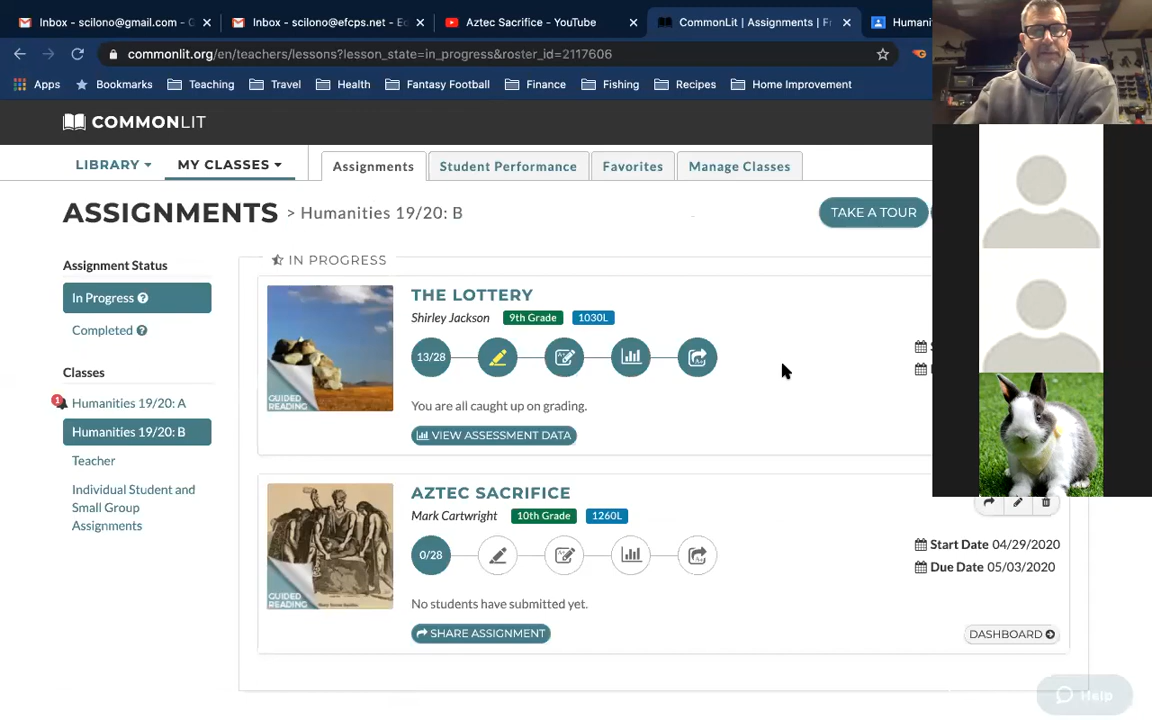 Inbox - scilono@gmail.com -
Inbox - scilono@efcps.net - E
Aztec Sacrifice - YouTube
CommonLit | Assignments | Fr
Humani
commonlit.org/en/teachers/lessons?lesson_state=in_progress&roster_id=2117606
Apps
Bookmarks
Teaching
Travel
Health
Fantasy Football
Finance
Fishing
Recipes
Home Improvement
COMMONLIT
LIBRARY
MY CLASSES
Assignments
Student Performance
Favorites
Manage Classes
ASSIGNMENTS > Humanities 19/20: B
TAKE A TOUR
Assignment Status
In Progress ?
Completed ?
Classes
1
Humanities 19/20: A
Humanities 19/20: B
Teacher
Individual Student and
Small Group
Assignments
IN PROGRESS
GUIDED
READING
THE LOTTERY
Shirley Jackson 9th Grade 1030L
13/28
You are all caught up on grading.
VIEW ASSESSMENT DATA
GUIDED
READING
AZTEC SACRIFICE
Mark Cartwright 10th Grade 1260L
0/28
No students have submitted yet.
SHARE ASSIGNMENT
Start Date 04/29/2020
Due Date 05/03/2020
DASHBOARD
Help